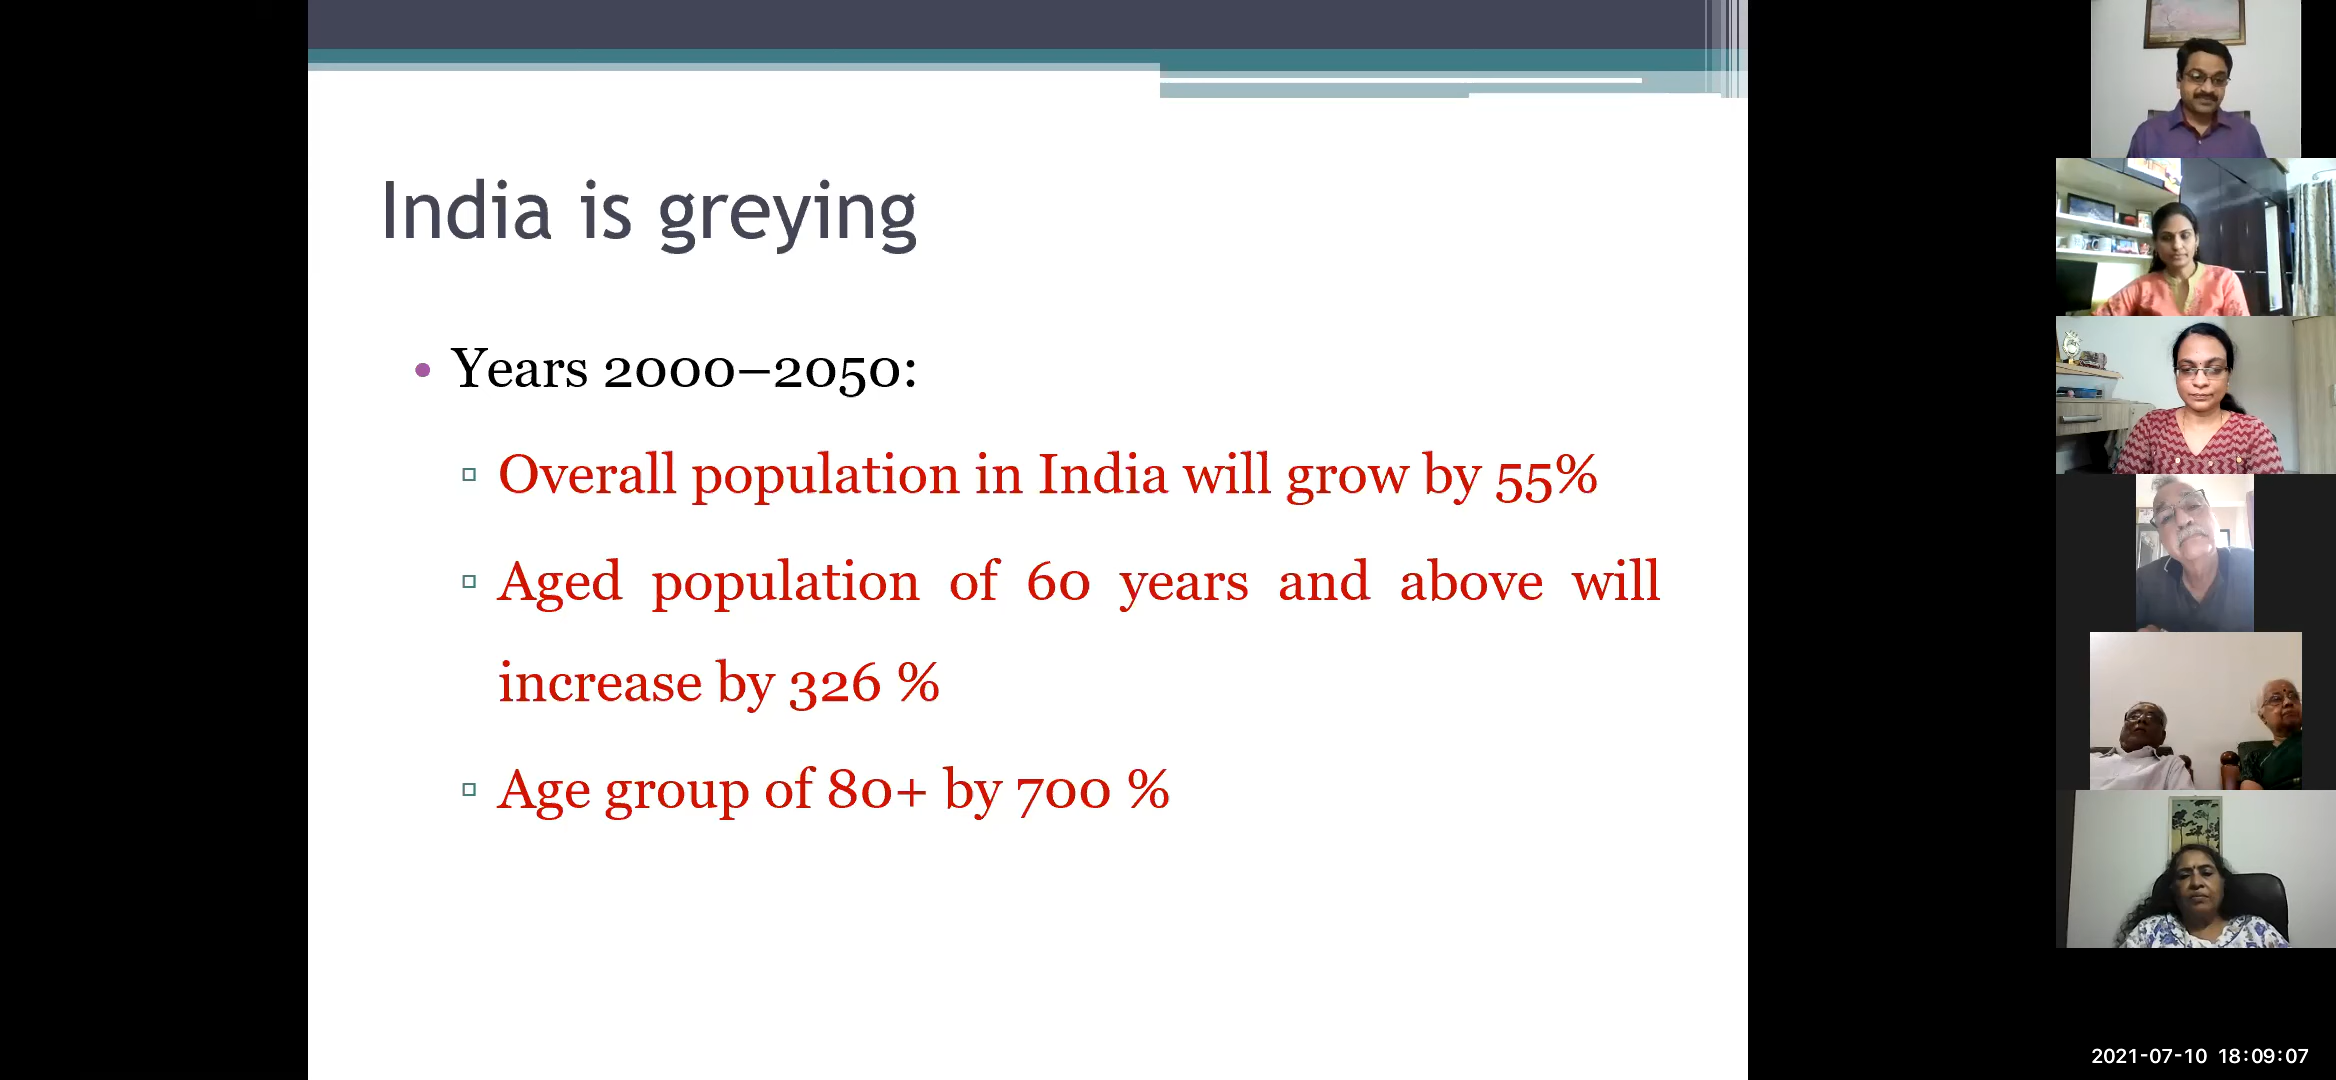 India is greying
• Years 2000–2050:
▫ Overall population in India will grow by 55%
▫ Aged population of 60 years and above will
increase by 326 %
▫ Age group of 80+ by 700 %
2021-07-10 18:09:07